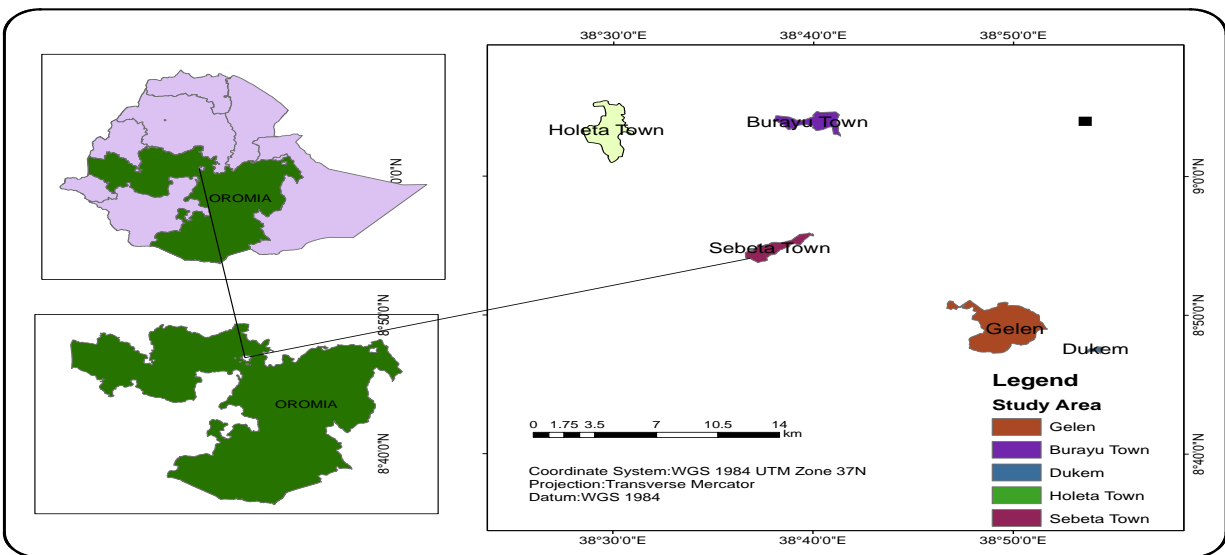 38°30'0"E 38°40'0"E 38°50'0"E
OROMIA
0'0"N
8°50'0"N
8°40'0"N
OROMIA
Holeta Town
Burayu Town
Sebeta Town
Gelen
Dukem
9°0'0"N
8°50'0"N
8°40'0"N
Legend
Study Area
Gelen
Burayu Town
Dukem
Holeta Town
Sebeta Town
0 1.75 3.5 7 10.5 14
km
Coordinate System:WGS 1984 UTM Zone 37N
Projection:Transverse Mercator
Datum:WGS 1984
38°30'0"E 38°40'0"E 38°50'0"E